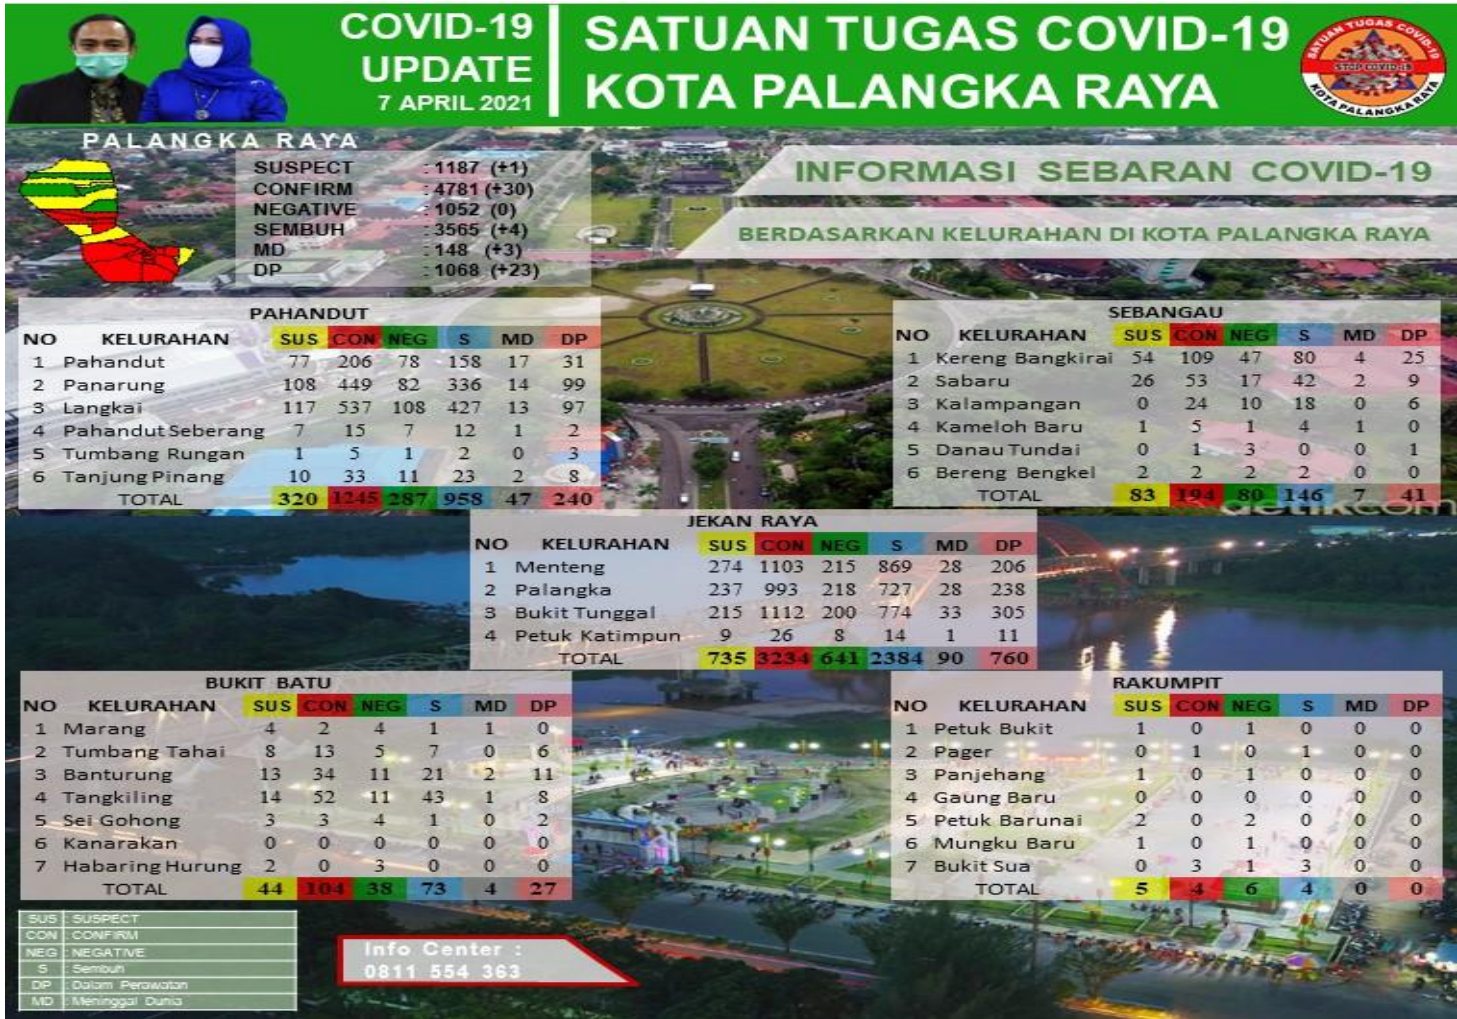 COVID-19
UPDATE
7 APRIL 2021
SATUAN TUGAS COVID-19
KOTA PALANGKA RAYA
SATUAN TUGAS COVID-19
STOP COVID-19
KOTA PALANGKARAYA
PALANGKA RAYA
SUSPECT : 1187 (+1)
CONFIRM : 4781 (+30)
NEGATIVE : 1052 (0)
SEMBUH : 3565 (+4)
MD : 148 (+3)
DP : 1068 (+23)
INFORMASI SEBARAN COVID-19
BERDASARKAN KELURAHAN DI KOTA PALANGKA RAYA
PAHANDUT
NO KELURAHAN SUS CON NEG S MD DP
1 Pahandut 77 206 78 158 17 31
2 Panarung 108 449 82 336 14 99
3 Langkai 117 537 108 427 13 97
4 Pahandut Seberang 7 15 7 12 1 2
5 Tumbang Rungan 1 5 1 2 0 3
6 Tanjung Pinang 10 33 11 23 2 8
TOTAL 320 1245 287 958 47 240
SEBANGAU
NO KELURAHAN SUS CON NEG S MD DP
1 Kereng Bangkirai 54 109 47 80 4 25
2 Sabaru 26 53 17 42 2 9
3 Kalampangan 0 24 10 18 0 6
4 Kameloh Baru 1 5 1 4 1 0
5 Danau Tundai 0 1 3 0 0 1
6 Bereng Bengkel 2 2 2 2 0 0
TOTAL 83 194 80 146 7 41
detikcom
JEKAN RAYA
NO KELURAHAN SUS CON NEG S MD DP
1 Menteng 274 1103 215 869 28 206
2 Palangka 237 993 218 727 28 238
3 Bukit Tunggal 215 1112 200 774 33 305
4 Petuk Katimpun 9 26 8 14 1 11
TOTAL 735 3234 641 2384 90 760
BUKIT BATU
NO KELURAHAN SUS CON NEG S MD DP
1 Marang 4 2 4 1 1 0
2 Tumbang Tahai 8 13 5 7 0 6
3 Banturung 13 34 11 21 2 11
4 Tangkiling 14 52 11 43 1 8
5 Sei Gohong 3 3 4 1 0 2
6 Kanarakan 0 0 0 0 0 0
7 Habaring Hurung 2 0 3 0 0 0
TOTAL 44 104 38 73 4 27
RAKUMPIT
NO KELURAHAN SUS CON NEG S MD DP
1 Petuk Bukit 1 0 1 0 0 0
2 Pager 0 1 0 1 0 0
3 Panjehang 1 0 1 0 0 0
4 Gaung Baru 0 0 0 0 0 0
5 Petuk Barunai 2 0 2 0 0 0
6 Mungku Baru 1 0 1 0 0 0
7 Bukit Sua 0 3 1 3 0 0
TOTAL 5 4 6 4 0 0
SUS : SUSPECT
CON : CONFIRM
NEG : NEGATIVE
S : Sembuh
DP : Dalam Perawatan
MD : Meninggal Dunia
Info Center :
0811 554 363